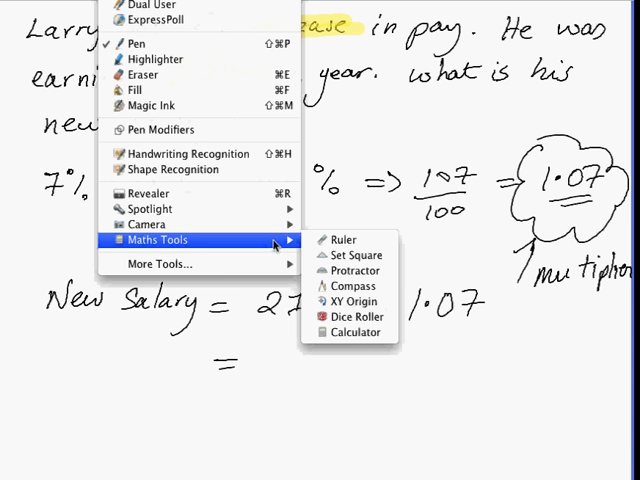 Larry ease in pay. He was
earni year. what is his
new
7% % => 107/100 = 1.07
multiplier
New Salary = 27 1.07
=
Dual User
ExpressPoll
✓ Pen ⇧⌘P
Highlighter
Eraser ⌘E
Fill ⌘F
Magic Ink ⇧⌘M
Pen Modifiers
Handwriting Recognition ⇧⌘H
Shape Recognition
Revealer ⌘R
Spotlight
Camera
Maths Tools
More Tools...
Ruler
Set Square
Protractor
Compass
XY Origin
Dice Roller
Calculator